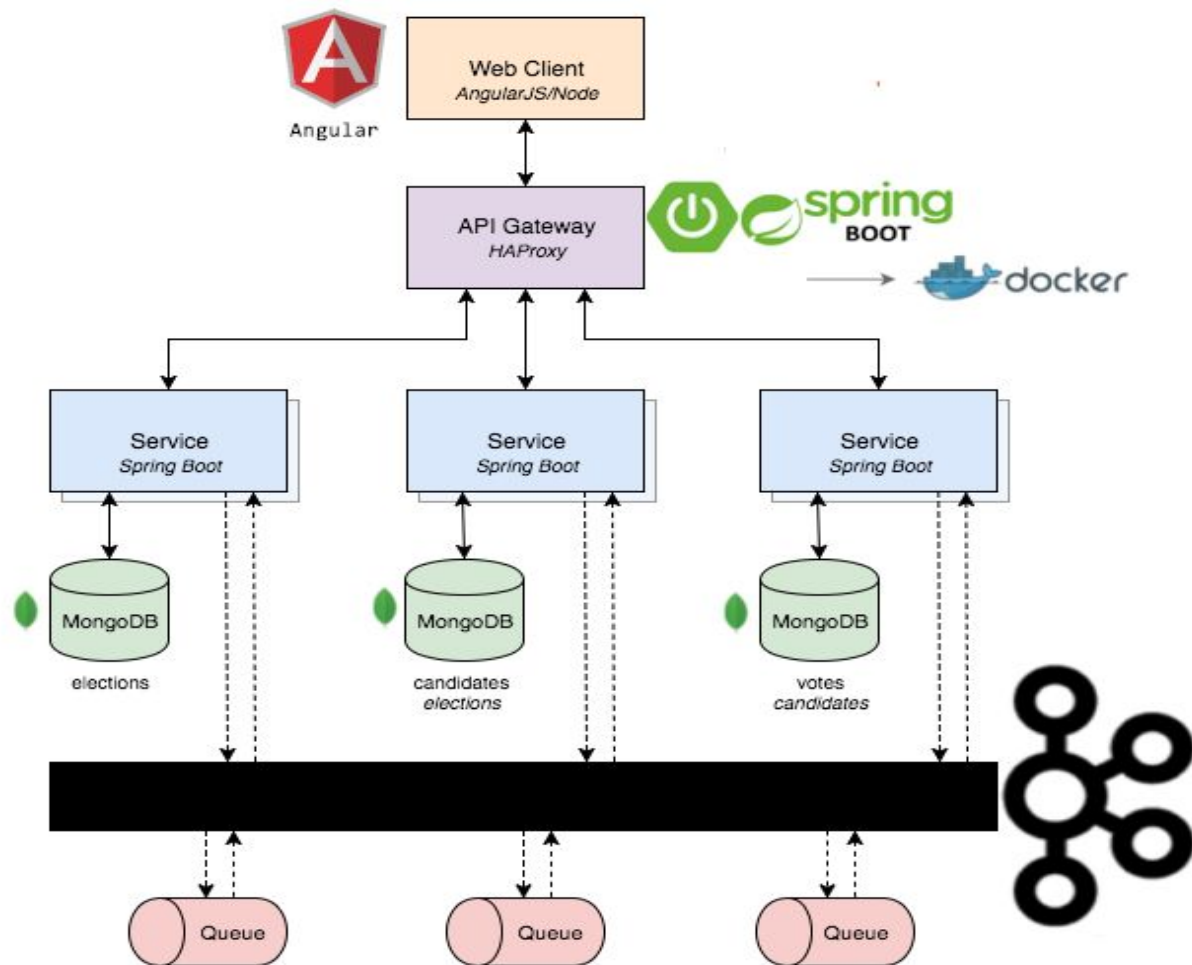 A
Angular
Web Client
AngularJS/Node
API Gateway
HAProxy
spring
BOOT
docker
Service
Spring Boot
Service
Spring Boot
Service
Spring Boot
MongoDB
MongoDB
MongoDB
elections
candidates
elections
votes
candidates
Queue
Queue
Queue